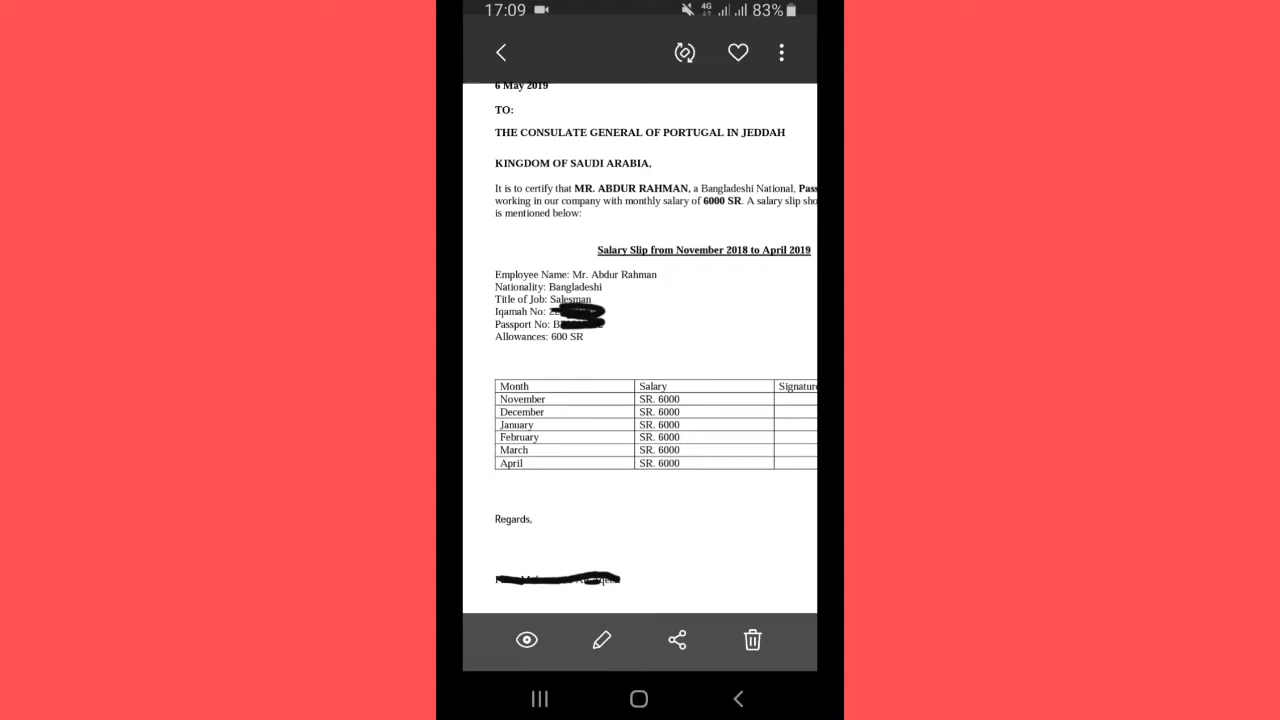 17:09 4G 83%
6 May 2019
TO:
THE CONSULATE GENERAL OF PORTUGAL IN JEDDAH
KINGDOM OF SAUDI ARABIA,
It is to certify that MR. ABDUR RAHMAN, a Bangladeshi National,
working in our company with monthly salary of 6000 SR. A salary slip
is mentioned below:
Salary Slip from November 2018 to April 2019
Employee Name: Mr. Abdur Rahman
Nationality: Bangladeshi
Title of Job: Salesman
Iqamah No:
Passport No:
Allowances: 600 SR
Month Salary
November SR. 6000
December SR. 6000
January SR. 6000
February SR. 6000
March SR. 6000
April SR. 6000
Regards,